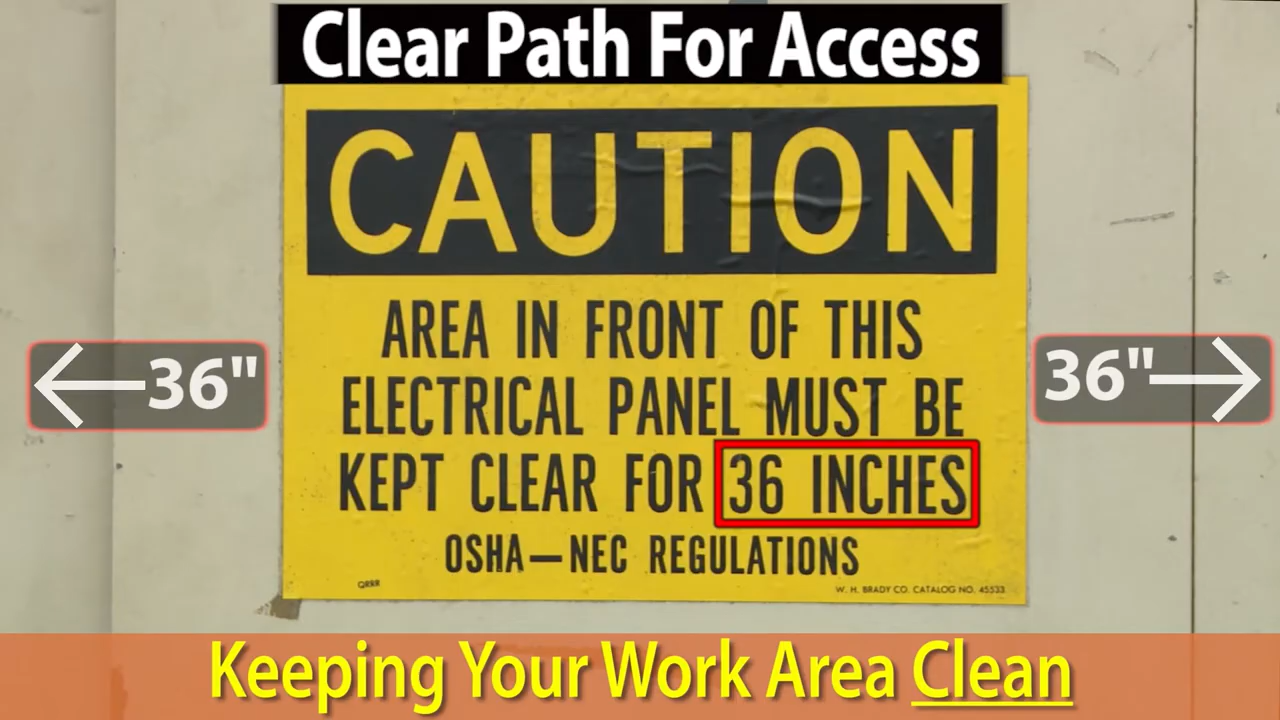 Clear Path For Access
CAUTION
AREA IN FRONT OF THIS
ELECTRICAL PANEL MUST BE
36"
36"
KEPT CLEAR FOR 36 INCHES
OSHA—NEC REGULATIONS
QRRR
W. H. BRADY CO. CATALOG NO. 45533
Keeping Your Work Area Clean